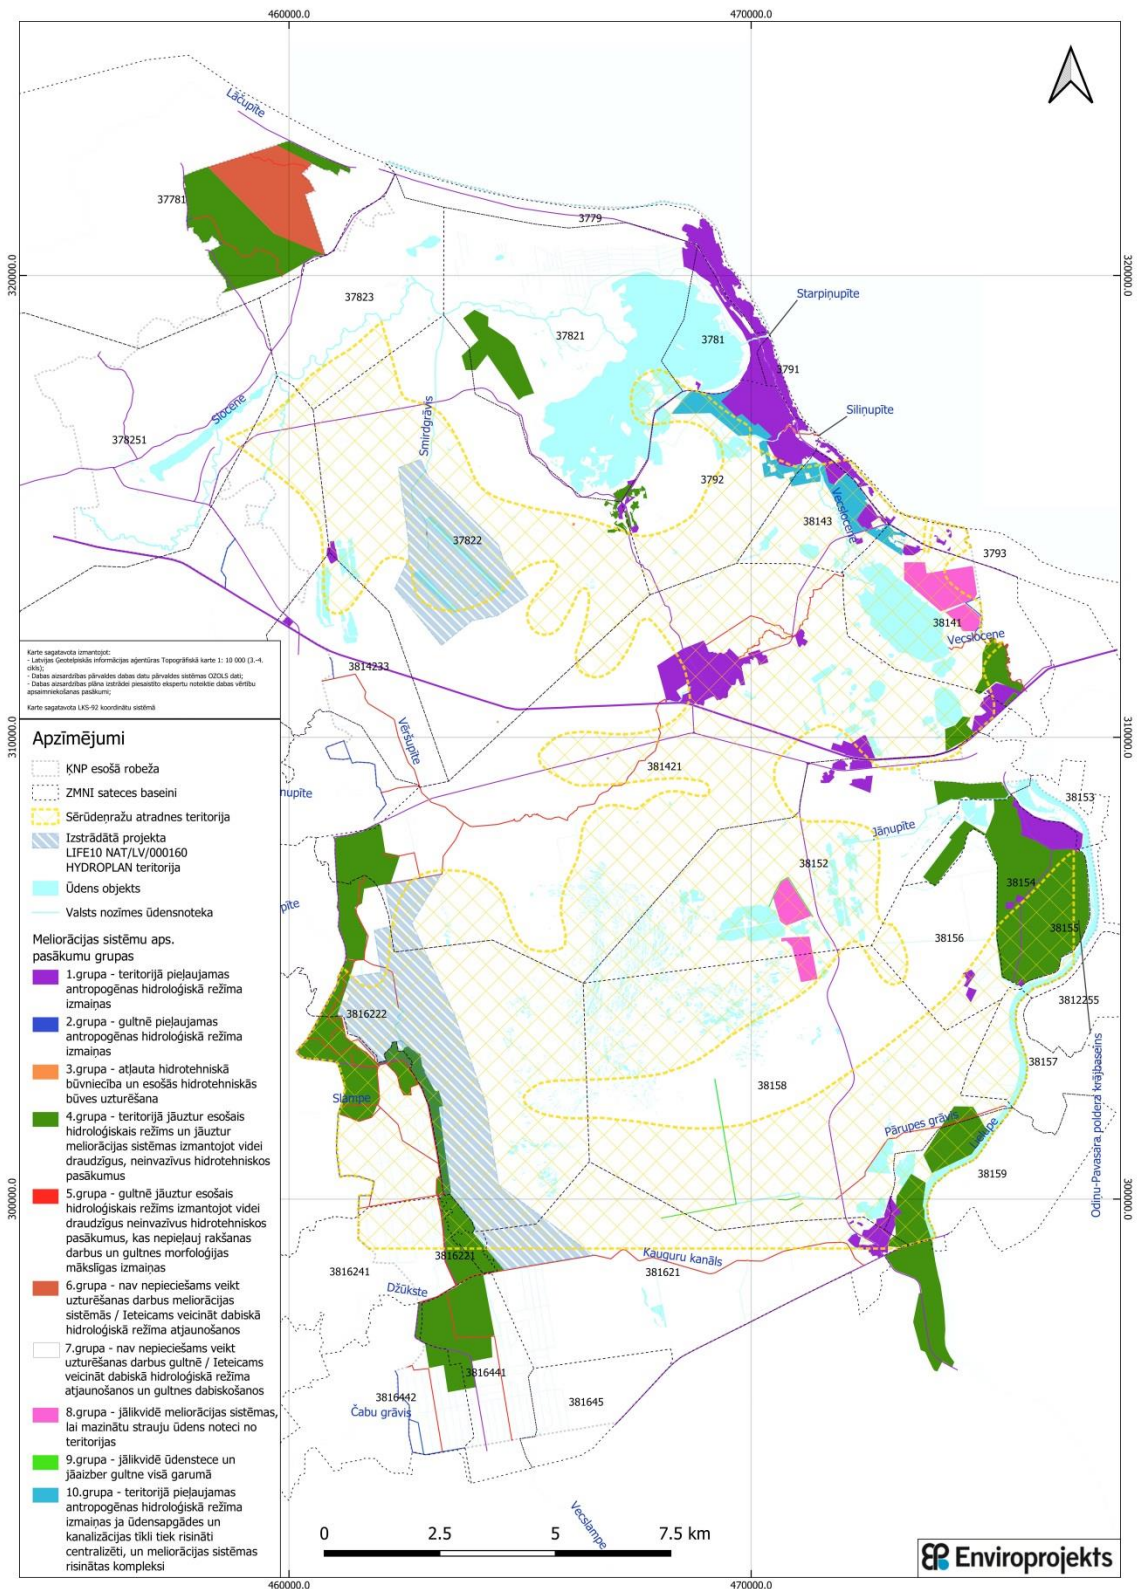 460000.0
470000.0
Lāčupīte
37781
3779
320000.0
320000.0
37823
Starpiņupīte
37821
3781
3791
Slocene
Smirdgrāvis
Siliņupīte
378251
3792
Vecslocene
38143
37822
3793
38141
Vecslocene
Karte sagatavota izmantojot:
- Latvijas Ģeotelpiskās informācijas aģentūras Topogrāfiskā karte 1: 10 000 (3.-4. cikls);
- Dabas aizsardzības pārvaldes dabas datu pārvaldes sistēmas OZOLS dati;
- Dabas aizsardzības plāna izstrādei piesaistīto ekspertu noteiktie dabas vērtību
apsaimniekošanas pasākumi;
Karte sagatavota LKS-92 koordinātu sistēmā
3814233
Vēršupīte
310000.0
310000.0
381421
nupīte
38153
Jāņupīte
38152
38154
pīte
38155
38156
3816222
3812255
38157
Slampe
38158
Pārupes grāvis
Lielupe
38159
Odiņu-Pavasara poldera krājbaseins
300000.0
300000.0
3816221
Kauguru kanāls
3816241
381621
Džūkste
3816441
3816442
381645
Čabu grāvis
Vecslampe
Apzīmējumi
ĶNP esošā robeža
ZMNI sateces baseini
Sērūdeņražu atradnes teritorija
Izstrādātā projekta
LIFE10 NAT/LV/000160
HYDROPLAN teritorija
Ūdens objekts
Valsts nozīmes ūdensnoteka
Meliorācijas sistēmu aps.
pasākumu grupas
1.grupa - teritorijā pieļaujamas
antropogēnas hidroloģiskā režīma
izmaiņas
2.grupa - gultnē pieļaujamas
antropogēnas hidroloģiskā režīma
izmaiņas
3.grupa - atļauta hidrotehniskā
būvniecība un esošās hidrotehniskās
būves uzturēšana
4.grupa - teritorijā jāuztur esošais
hidroloģiskais režīms un jāuztur
meliorācijas sistēmas izmantojot videi
draudzīgus, neinvazīvus hidrotehniskos
pasākumus
5.grupa - gultnē jāuztur esošais
hidroloģiskais režīms izmantojot videi
draudzīgus neinvazīvus hidrotehniskos
pasākumus, kas nepieļauj rakšanas
darbus un gultnes morfoloģijas
mākslīgas izmaiņas
6.grupa - nav nepieciešams veikt
uzturēšanas darbus meliorācijas
sistēmās / Ieteicams veicināt dabiskā
hidroloģiskā režīma atjaunošanos
7.grupa - nav nepieciešams veikt
uzturēšanas darbus gultnē / Ieteicams
veicināt dabiskā hidroloģiskā režīma
atjaunošanos un gultnes dabiskošanos
8.grupa - jālikvidē meliorācijas sistēmas,
lai mazinātu strauju ūdens noteci no
teritorijas
9.grupa - jālikvidē ūdenstece un
jāaizber gultne visā garumā
10.grupa - teritorijā pieļaujamas
antropogēnas hidroloģiskā režīma
izmaiņas ja ūdensapgādes un
kanalizācijas tīkli tiek risināti
centralizēti, un meliorācijas sistēmas
risinātas kompleksi
0 2.5 5 7.5 km
Enviroprojekts
460000.0
470000.0